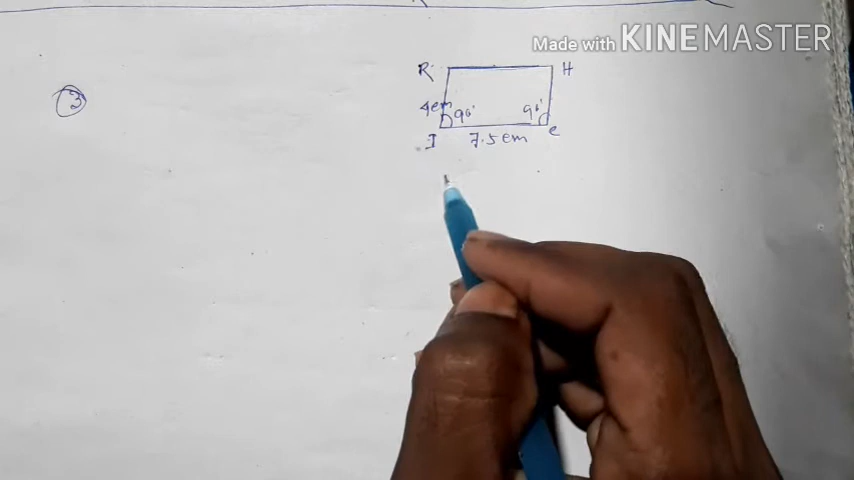 Made with KINEMASTER
R H
3
4cm 90° 90°
I 7.5 cm e